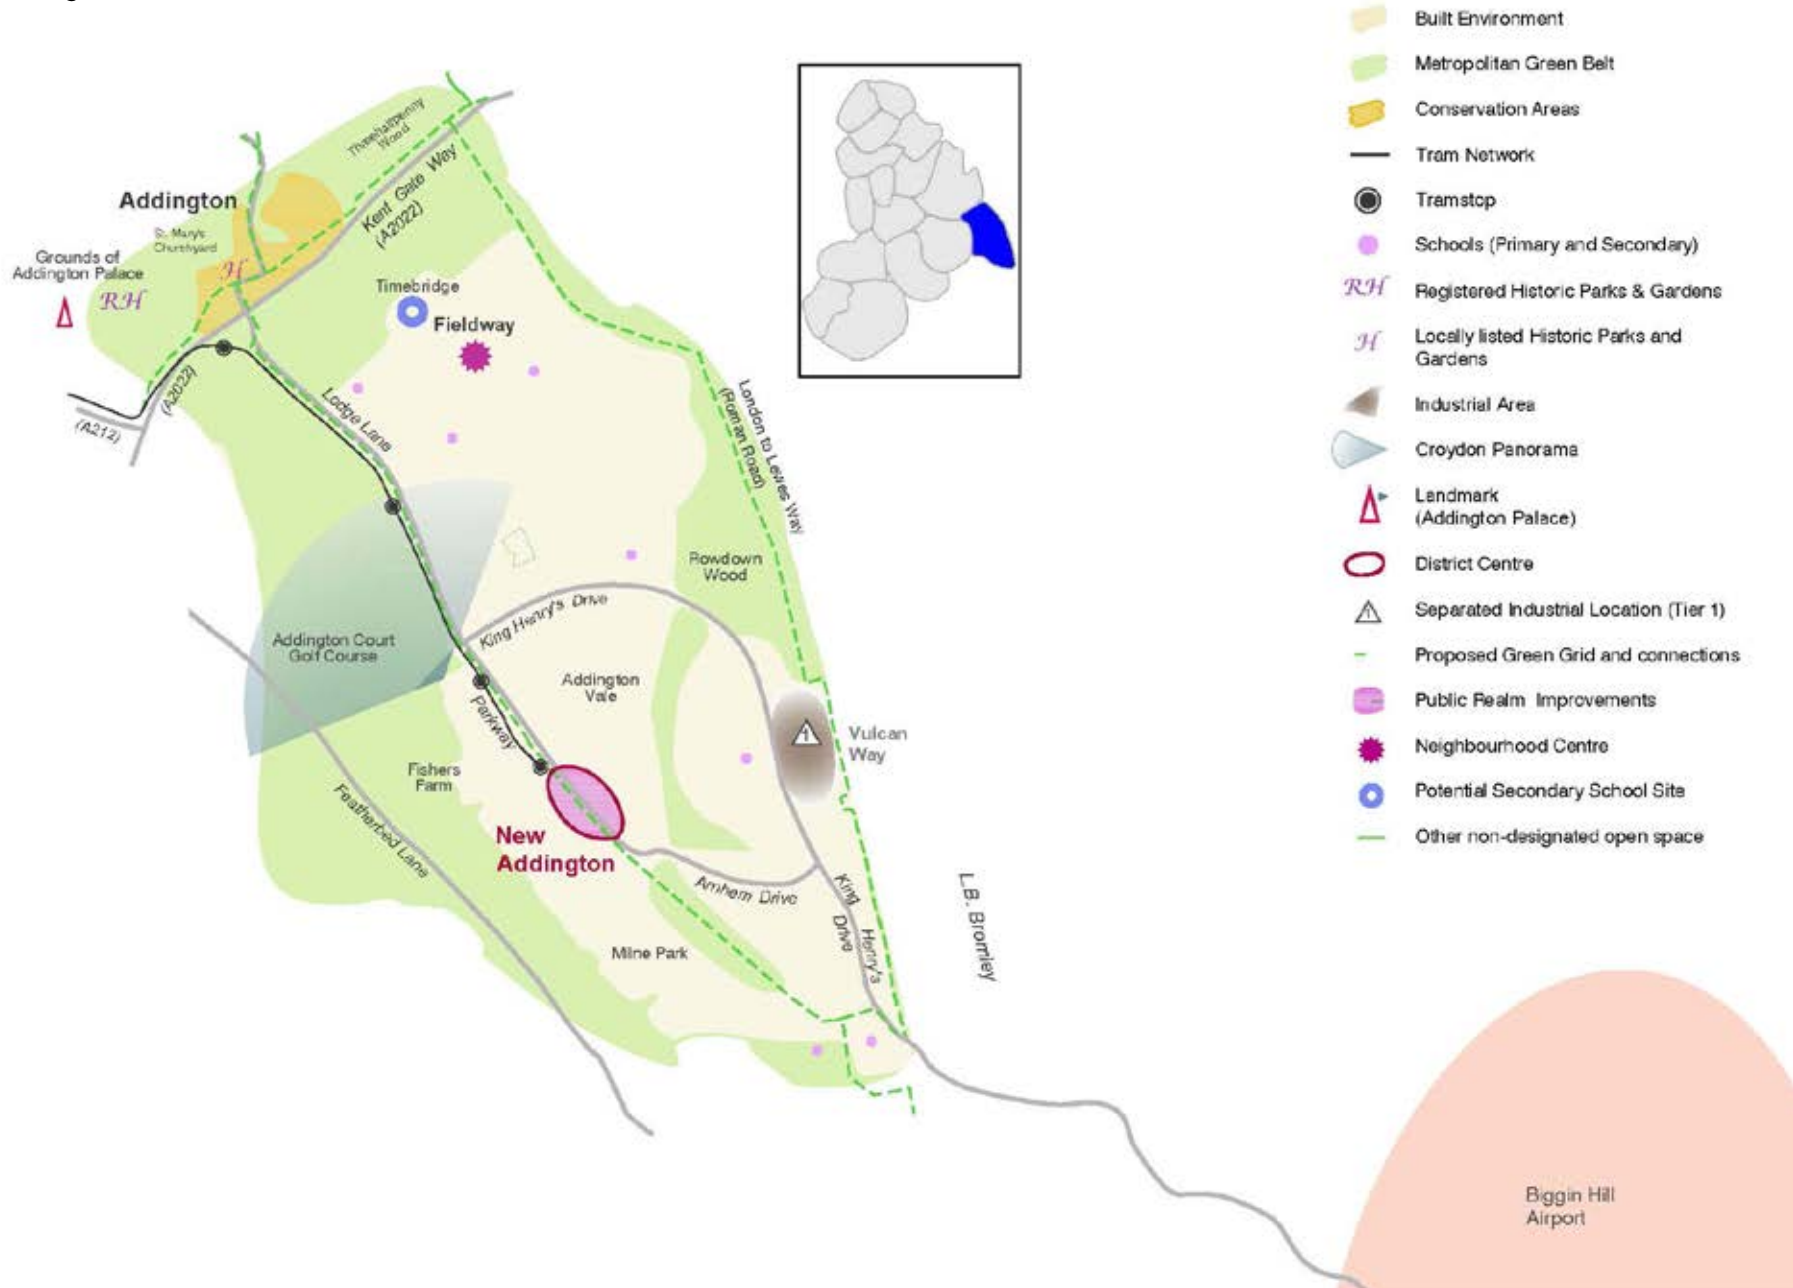 Threehalfpenny
Wood
Addington
Kent Gate Way
(A2022)
St. Mary's
Churchyard
H
Grounds of
Addington Palace
RH
Timebridge
Fieldway
(A2022)
(A212)
Lodge Lane
London to Lewes Way
(Roman Road)
Rowdown
Wood
King Henry's Drive
Addington Court
Golf Course
Addington
Vale
Parkway
1
Vulcan
Way
Fishers
Farm
Featherbed Lane
New
Addington
Arnhem Drive
King Henry's
Drive
L.B. Bromley
Milne Park
Biggin Hill
Airport
Built Environment
Metropolitan Green Belt
Conservation Areas
Tram Network
Tramstop
Schools (Primary and Secondary)
RH Registered Historic Parks & Gardens
H Locally listed Historic Parks and
Gardens
Industrial Area
Croydon Panorama
Landmark
(Addington Palace)
District Centre
1 Separated Industrial Location (Tier 1)
Proposed Green Grid and connections
Public Realm Improvements
Neighbourhood Centre
Potential Secondary School Site
Other non-designated open space